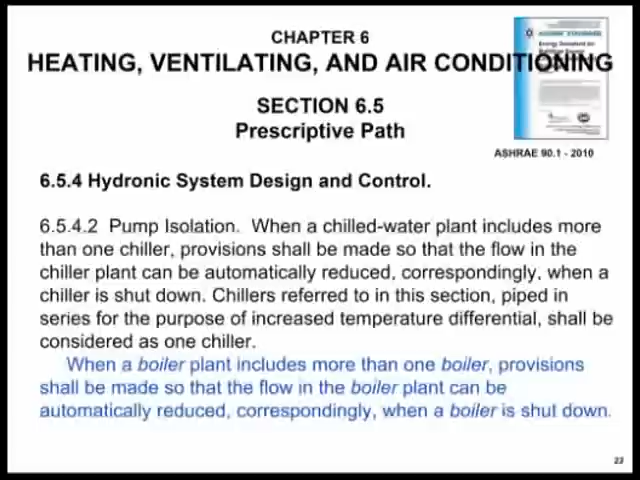 CHAPTER 6
HEATING, VENTILATING, AND AIR CONDITIONING
SECTION 6.5
Prescriptive Path
ASHRAE 90.1 - 2010
6.5.4 Hydronic System Design and Control.
6.5.4.2 Pump Isolation. When a chilled-water plant includes more
than one chiller, provisions shall be made so that the flow in the
chiller plant can be automatically reduced, correspondingly, when a
chiller is shut down. Chillers referred to in this section, piped in
series for the purpose of increased temperature differential, shall be
considered as one chiller.
When a boiler plant includes more than one boiler, provisions
shall be made so that the flow in the boiler plant can be
automatically reduced, correspondingly, when a boiler is shut down.